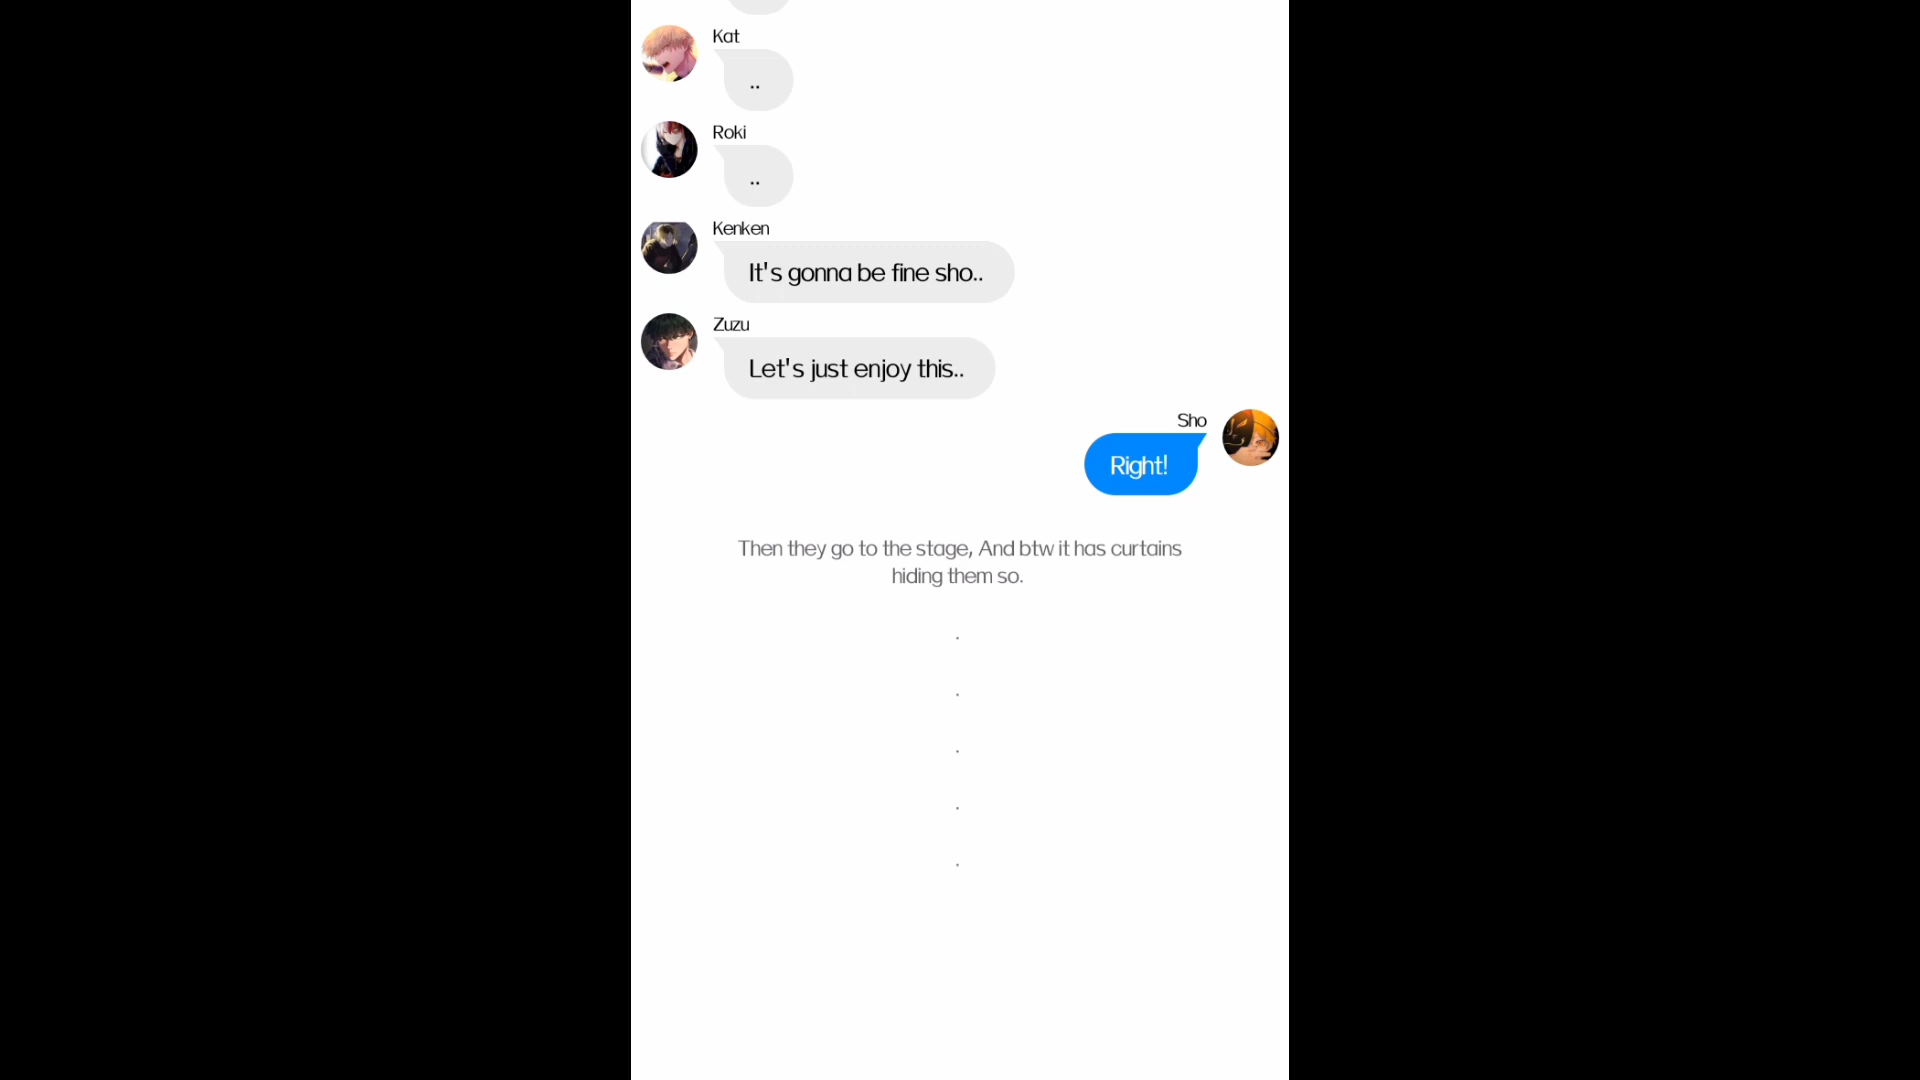 Kat
..
Roki
..
Kenken
It's gonna be fine sho..
Zuzu
Let's just enjoy this..
Sho
Right!
Then they go to the stage, And btw it has curtains
hiding them so.
.
.
.
.
.